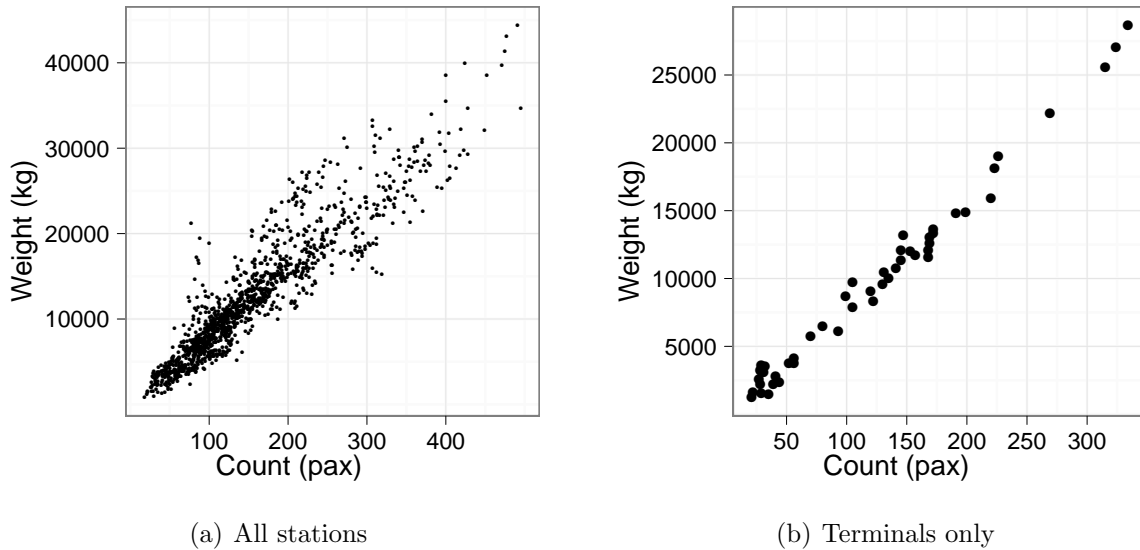 Weight (kg)
40000
30000
20000
10000
100 200 300 400
Count (pax)
(a) All stations
Weight (kg)
25000
20000
15000
10000
5000
50 100 150 200 250 300
Count (pax)
(b) Terminals only